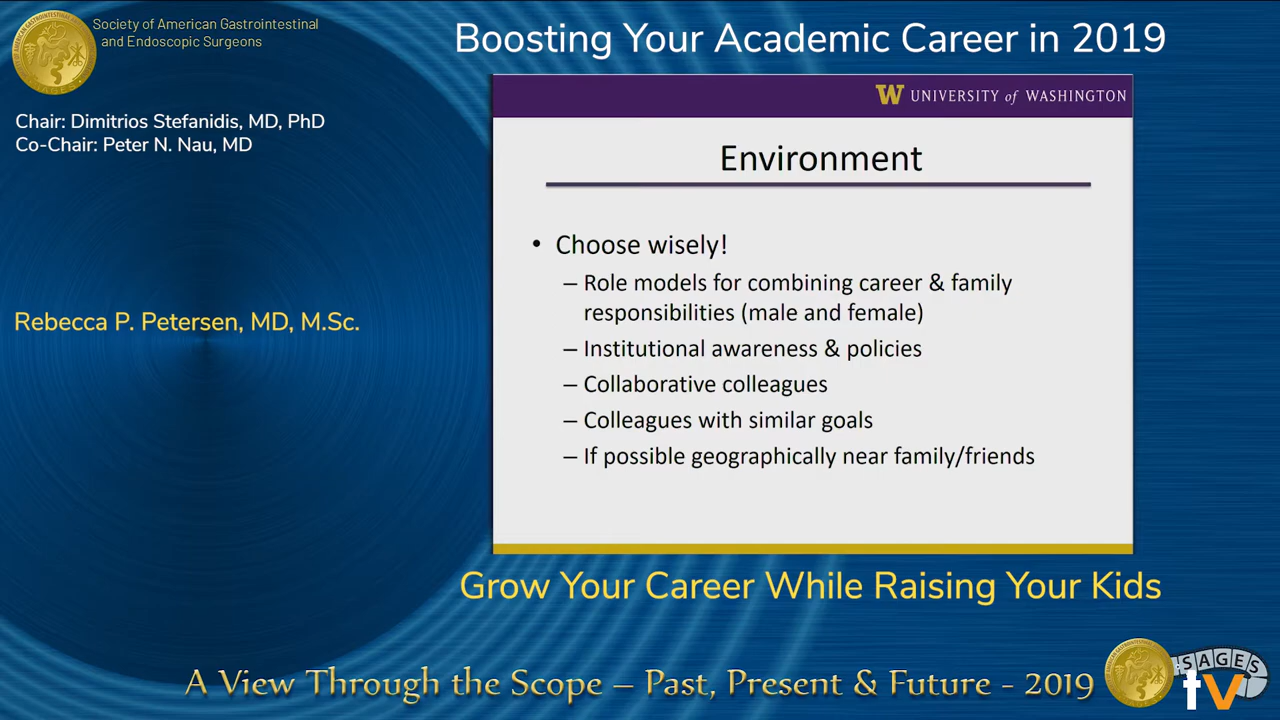 Society of American Gastrointestinal
and Endoscopic Surgeons
Boosting Your Academic Career in 2019
Chair: Dimitrios Stefanidis, MD, PhD
Co-Chair: Peter N. Nau, MD
W UNIVERSITY of WASHINGTON
Environment
• Choose wisely!
– Role models for combining career & family
responsibilities (male and female)
– Institutional awareness & policies
– Collaborative colleagues
– Colleagues with similar goals
– If possible geographically near family/friends
Rebecca P. Petersen, MD, M.Sc.
Grow Your Career While Raising Your Kids
A View Through the Scope – Past, Present & Future - 2019
SAGES
tv